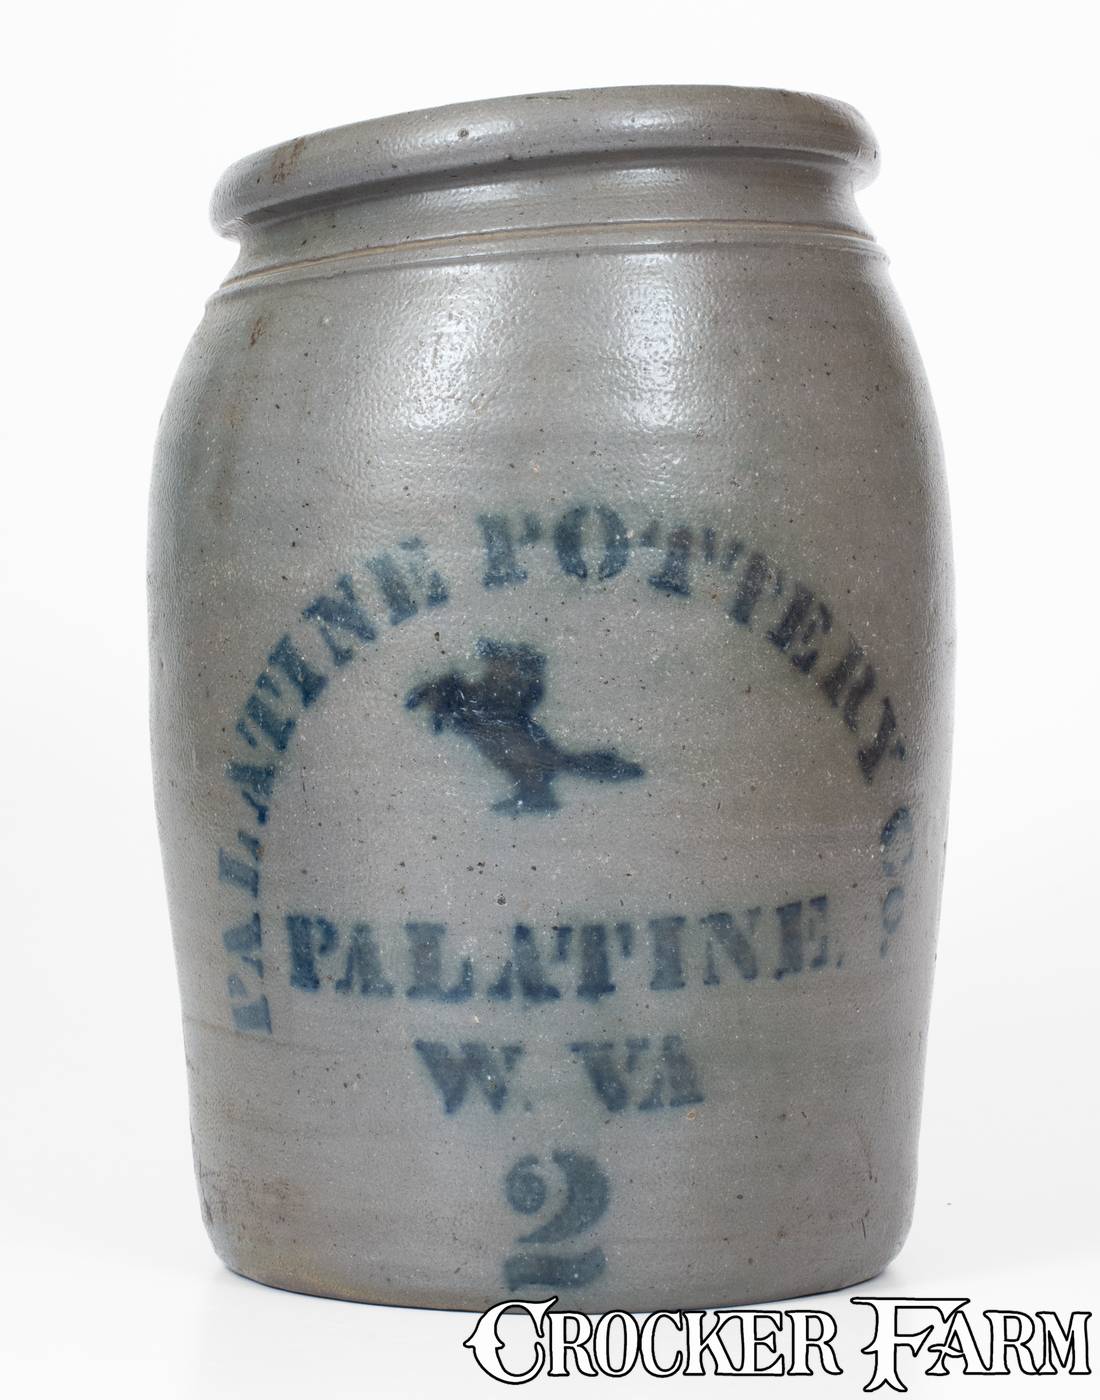 PALATINE POTTERY Co.
PALATINE.
W. VA
2
CROCKER FARM